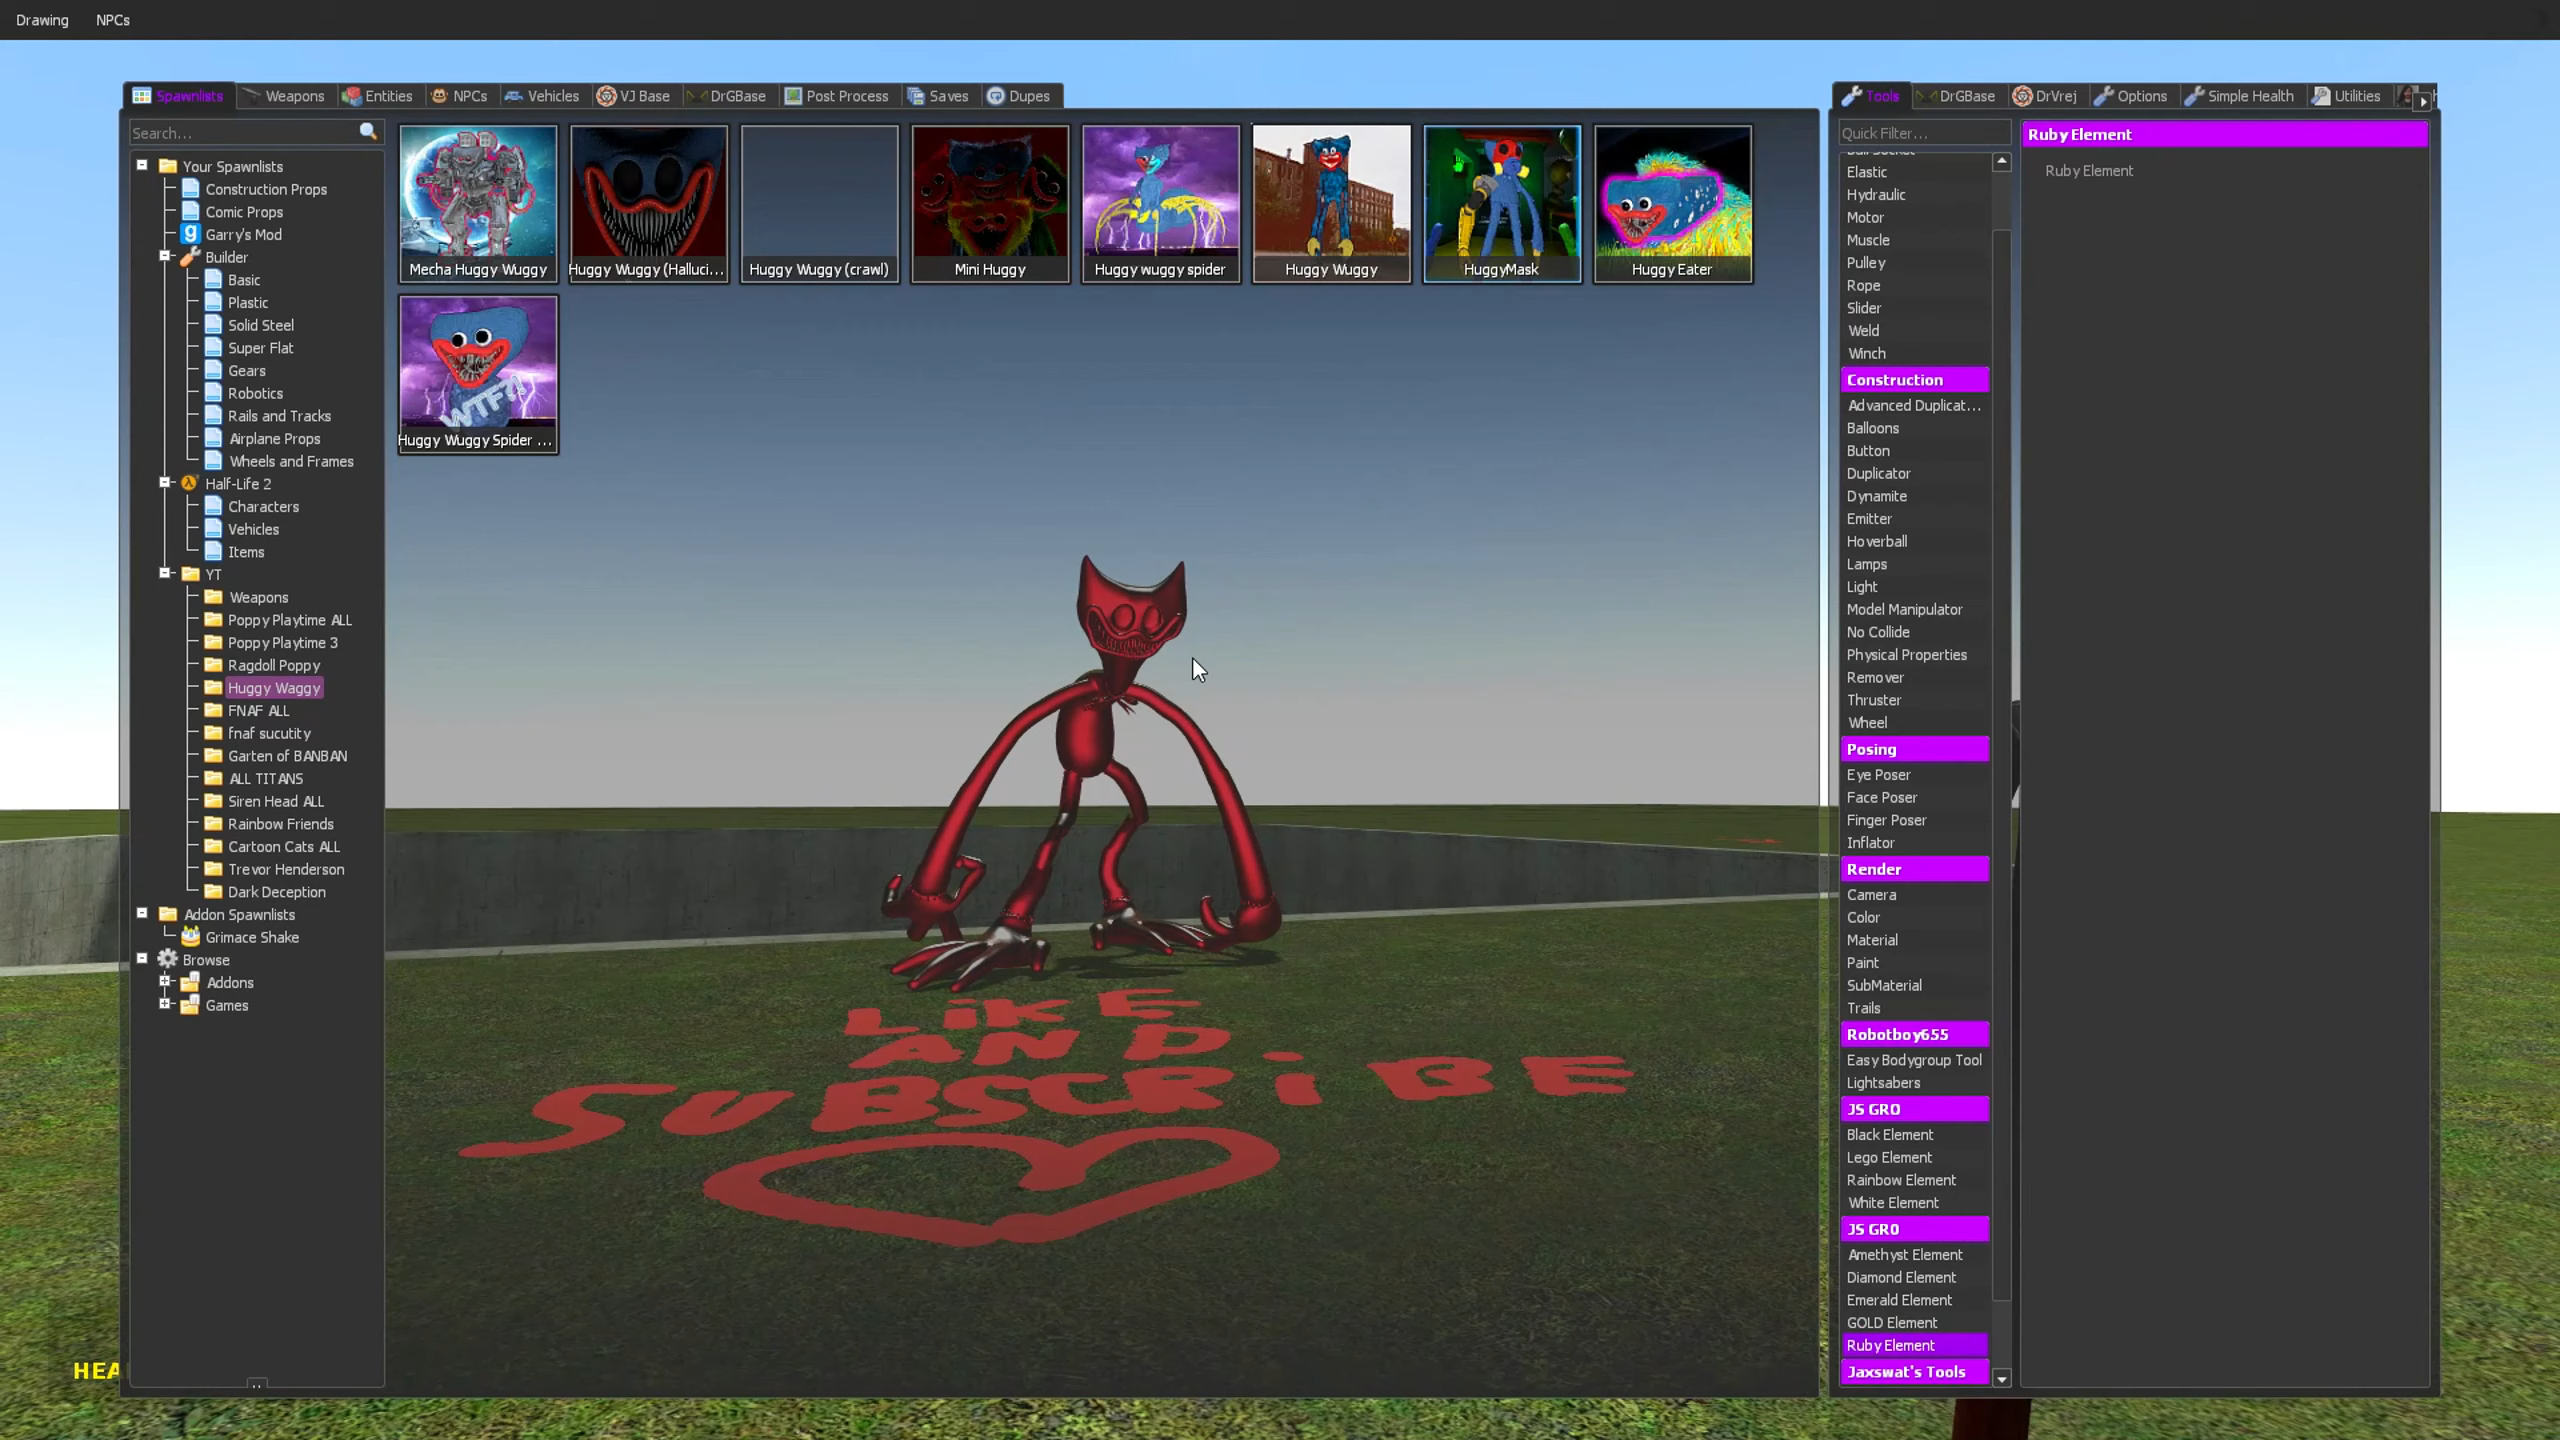 Drawing NPCs
Spawnlists Weapons Entities NPCs Vehicles VJ Base DrGBase Post Process Saves Dupes
Search...
Your Spawnlists
Construction Props
Comic Props
Garry's Mod
Builder
Basic
Plastic
Solid Steel
Super Flat
Gears
Robotics
Rails and Tracks
Airplane Props
Wheels and Frames
Half-Life 2
Characters
Vehicles
Items
YT
Weapons
Poppy Playtime ALL
Poppy Playtime 3
Ragdoll Poppy
Huggy Waggy
FNAF ALL
fnaf sucutity
Garten of BANBAN
ALL TITANS
Siren Head ALL
Rainbow Friends
Cartoon Cats ALL
Trevor Henderson
Dark Deception
Addon Spawnlists
Grimace Shake
Browse
Addons
Games
HEA
Mecha Huggy Wuggy Huggy Wuggy (Halluci... Huggy Wuggy (crawl) Mini Huggy Huggy wuggy spider Huggy Wuggy HuggyMask Huggy Eater
WTF?!
Huggy Wuggy Spider ...
LiKE
AND
SUBSCRiBE
Tools DrGBase DrVrej Options Simple Health Utilities
Quick Filter...
Elastic
Hydraulic
Motor
Muscle
Pulley
Rope
Slider
Weld
Winch
Construction
Advanced Duplicat...
Balloons
Button
Duplicator
Dynamite
Emitter
Hoverball
Lamps
Light
Model Manipulator
No Collide
Physical Properties
Remover
Thruster
Wheel
Posing
Eye Poser
Face Poser
Finger Poser
Inflator
Render
Camera
Color
Material
Paint
SubMaterial
Trails
Robotboy655
Easy Bodygroup Tool
Lightsabers
JS GRO
Black Element
Lego Element
Rainbow Element
White Element
JS GRO
Amethyst Element
Diamond Element
Emerald Element
GOLD Element
Ruby Element
Jaxswat's Tools
Ruby Element
Ruby Element